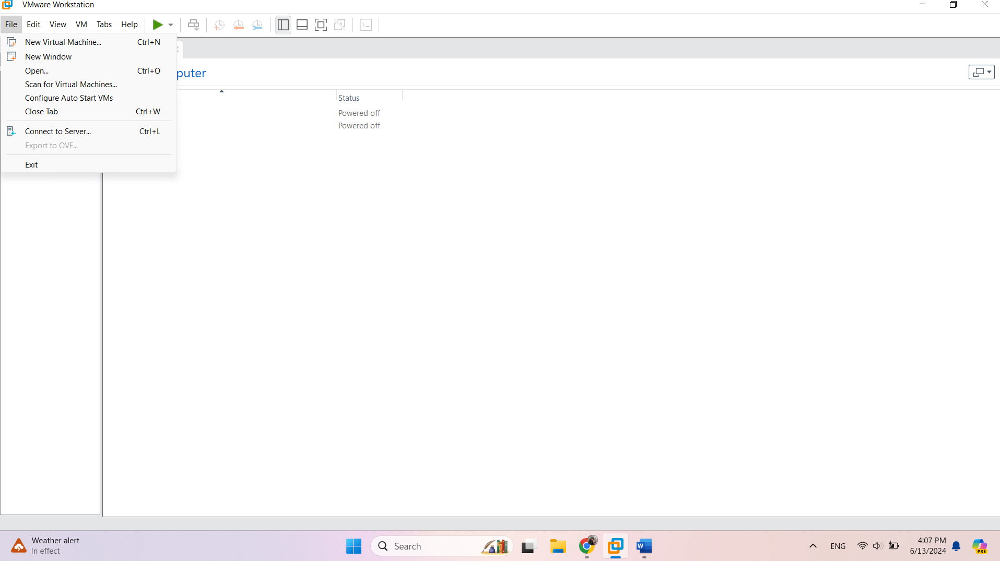 VMware Workstation
File Edit View VM Tabs Help
New Virtual Machine... Ctrl+N
New Window
Open... Ctrl+O
Scan for Virtual Machines...
Configure Auto Start VMs
Close Tab Ctrl+W
Connect to Server... Ctrl+L
Export to OVF...
Exit
puter
Status
Powered off
Powered off
Weather alert
In effect
Search
W
ENG
4:07 PM
6/13/2024
PRE